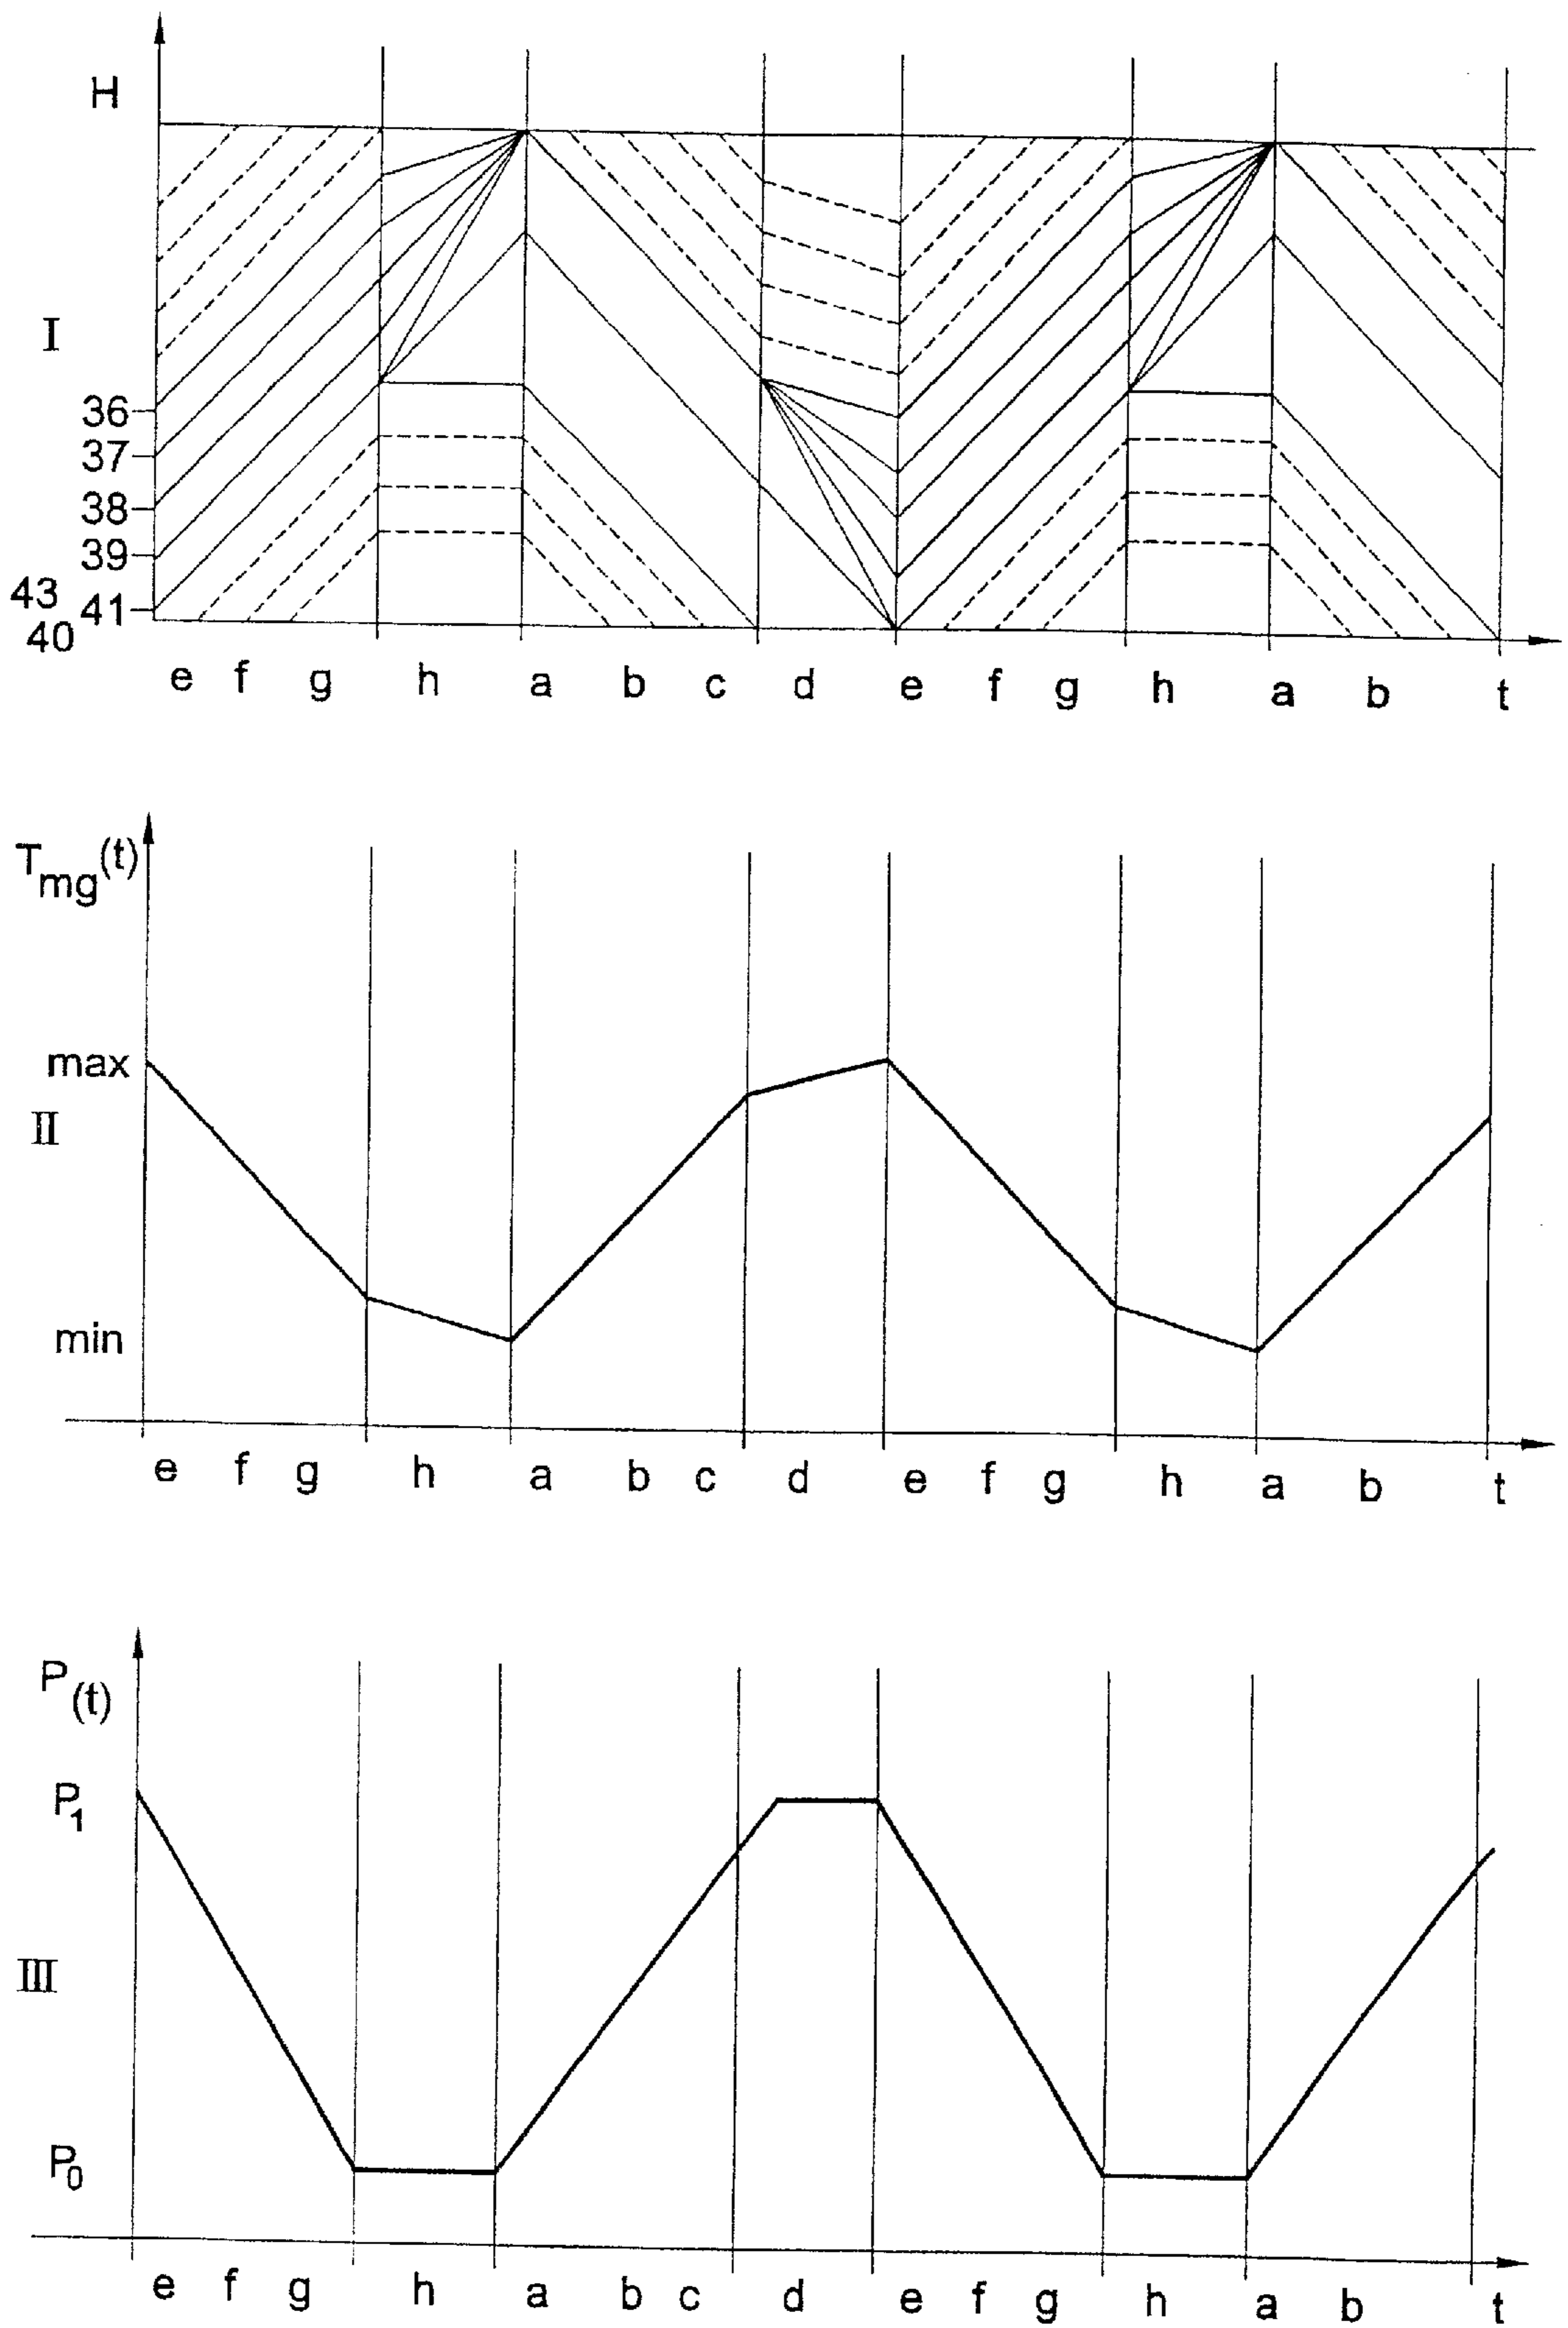 H
I
36
37
38
39
43 41
40
e f g h a b c d e f g h a b t
Tmg(t)
max
II
min
e f g h a b c d e f g h a b t
P(t)
P1
III
P0
e f g h a b c d e f g h a b t